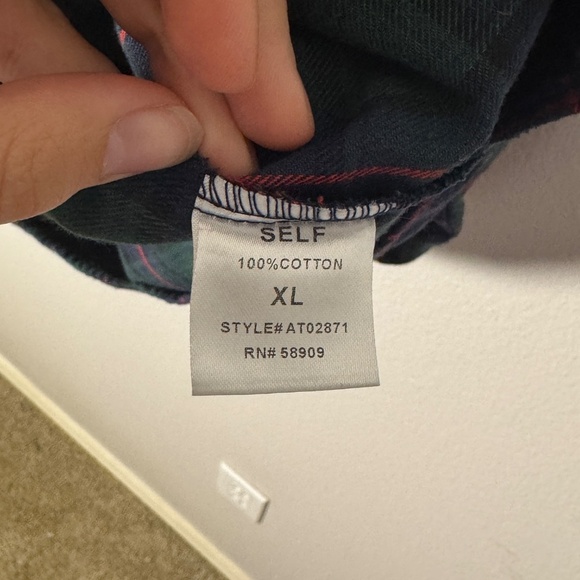 SELF
100%COTTON
XL
STYLE# AT02871
RN# 58909